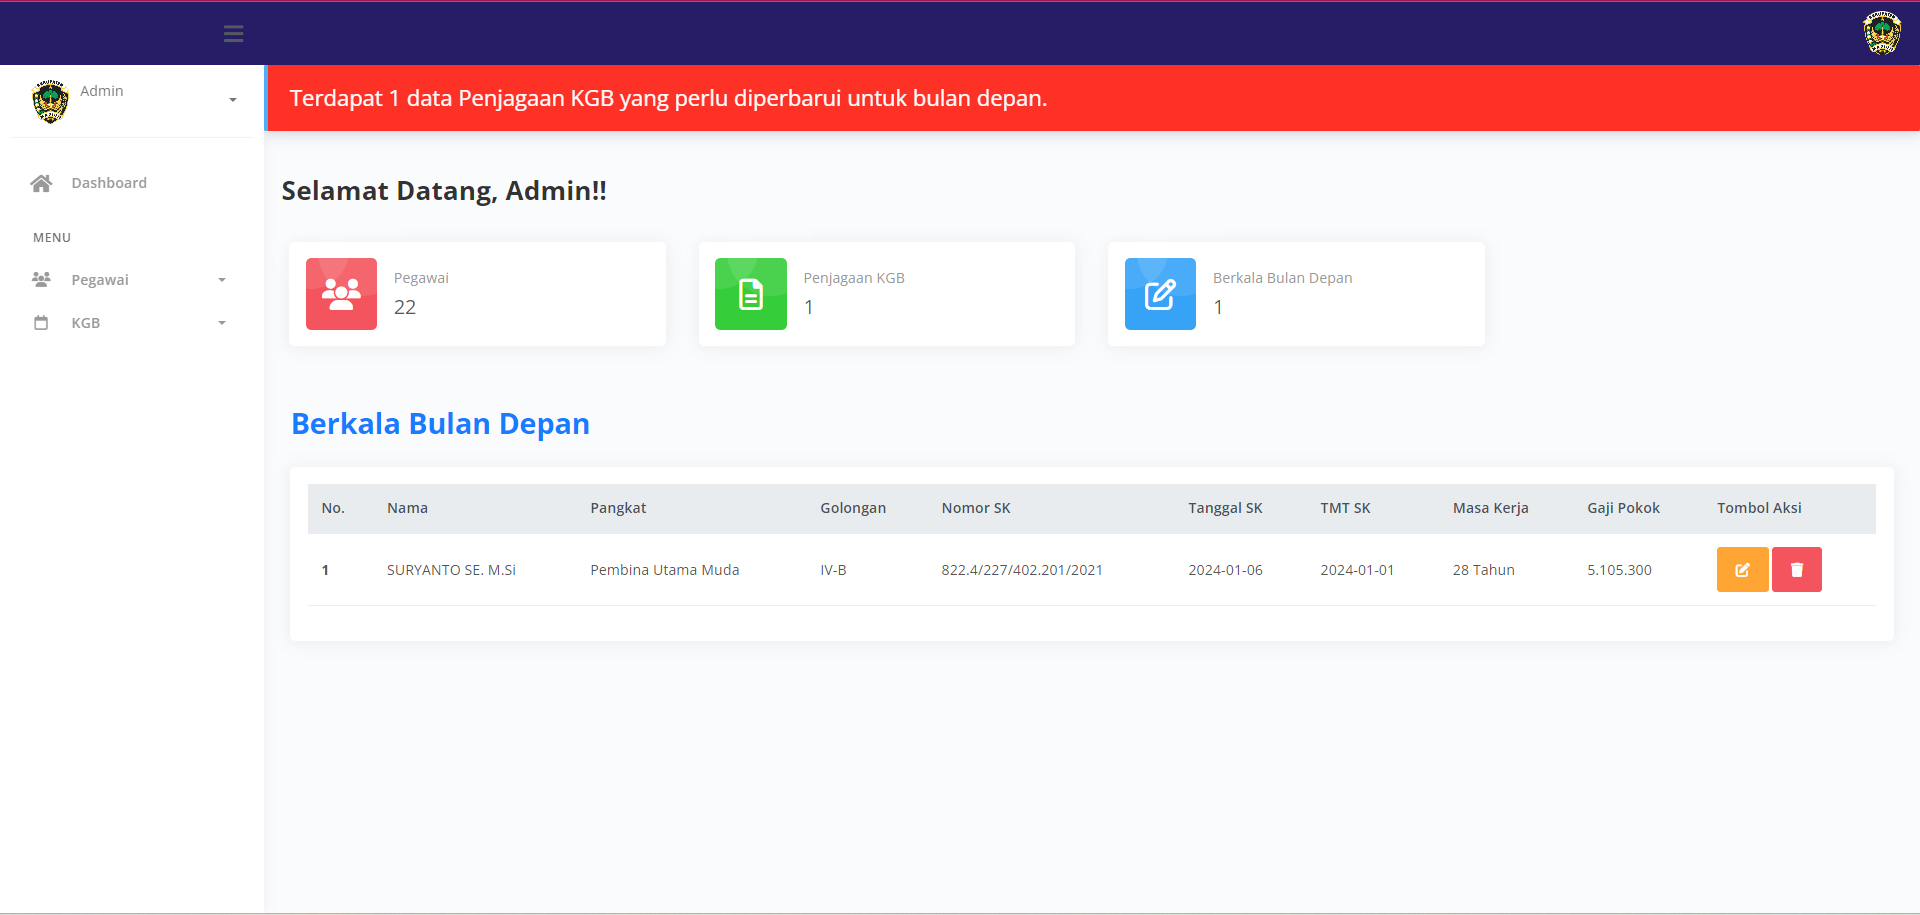 Admin
Terdapat 1 data Penjagaan KGB yang perlu diperbarui untuk bulan depan.
Dashboard
MENU
Pegawai
KGB
Selamat Datang, Admin!!
Pegawai
22
Penjagaan KGB
1
Berkala Bulan Depan
1
Berkala Bulan Depan
No. Nama Pangkat Golongan Nomor SK Tanggal SK TMT SK Masa Kerja Gaji Pokok Tombol Aksi
1 SURYANTO SE. M.Si Pembina Utama Muda IV-B 822.4/227/402.201/2021 2024-01-06 2024-01-01 28 Tahun 5.105.300